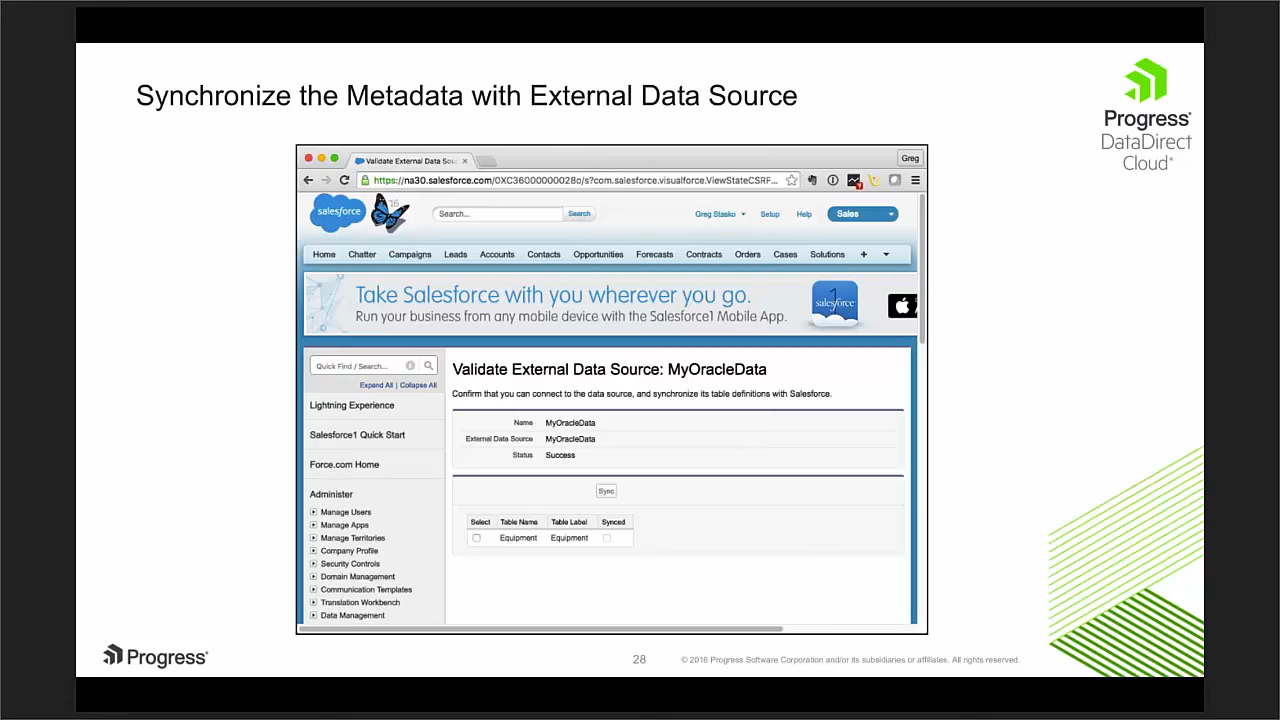 Synchronize the Metadata with External Data Source
Progress®
DataDirect
Cloud®
Validate External Data Sou
Greg
https://na30.salesforce.com/0XC36000000028o/s?com.salesforce.visualforce.ViewStateCSRF...
salesforce
16
Search...
Search
Greg Stasko
Setup
Help
Sales
Home Chatter Campaigns Leads Accounts Contacts Opportunities Forecasts Contracts Orders Cases Solutions +
Take Salesforce with you wherever you go.
Run your business from any mobile device with the Salesforce1 Mobile App.
salesforce
1
Quick Find / Search...
Expand All | Collapse All
Lightning Experience
Salesforce1 Quick Start
Force.com Home
Administer
Manage Users
Manage Apps
Manage Territories
Company Profile
Security Controls
Domain Management
Communication Templates
Translation Workbench
Data Management
Validate External Data Source: MyOracleData
Confirm that you can connect to the data source, and synchronize its table definitions with Salesforce.
Name MyOracleData
External Data Source MyOracleData
Status Success
Sync
Select Table Name Table Label Synced
Equipment Equipment
Progress®
28
© 2016 Progress Software Corporation and/or its subsidiaries or affiliates. All rights reserved.